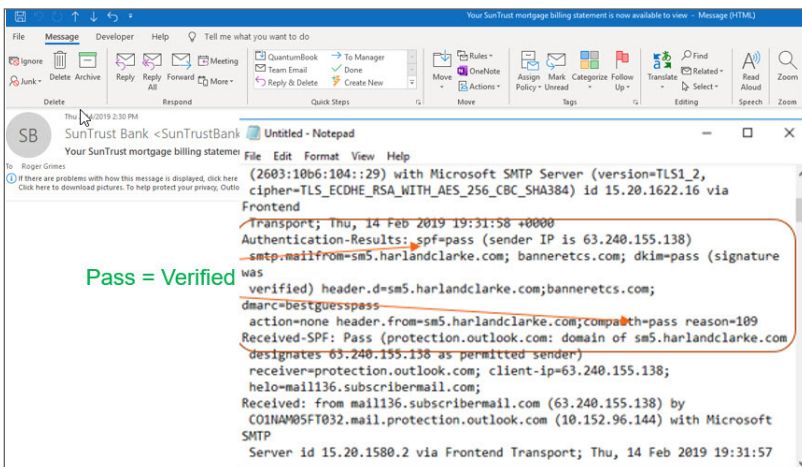 Your SunTrust mortgage billing statement is now available to view - Message (HTML)
File Message Developer Help Tell me what you want to do
Ignore
Junk
Delete Archive
Reply Reply All Forward
Meeting
More
QuantumBook
Team Email
Reply & Delete
To Manager
Done
Create New
Move
Rules
OneNote
Actions
Assign Policy Mark Unread Categorize Follow Up
Translate
Find
Related
Select
Read Aloud
Zoom
Delete Respond Quick Steps Move Tags Editing Speech Zoom
SB
Thu /2019 2:30 PM
SunTrust Bank <SunTrustBank
Your SunTrust mortgage billing stateme
To Roger Grimes
If there are problems with how this message is displayed, click here
Click here to download pictures. To help protect your privacy, Outlo
Pass = Verified
Untitled - Notepad
File Edit Format View Help
(2603:10b6:104::29) with Microsoft SMTP Server (version=TLS1_2,
cipher=TLS_ECDHE_RSA_WITH_AES_256_CBC_SHA384) id 15.20.1622.16 via
Frontend
Transport; Thu, 14 Feb 2019 19:31:58 +0000
Authentication-Results: spf=pass (sender IP is 63.240.155.138)
smtp.mailfrom=sm5.harlandclarke.com; banneretcs.com; dkim=pass (signature
was
verified) header.d=sm5.harlandclarke.com;banneretcs.com;
dmarc=bestguesspass
action=none header.from=sm5.harlandclarke.com;compauth=pass reason=109
Received-SPF: Pass (protection.outlook.com: domain of sm5.harlandclarke.com
designates 63.240.155.138 as permitted sender)
receiver=protection.outlook.com; client-ip=63.240.155.138;
helo=mail136.subscribermail.com;
Received: from mail136.subscribermail.com (63.240.155.138) by
CO1NAM05FT032.mail.protection.outlook.com (10.152.96.144) with Microsoft
SMTP
Server id 15.20.1580.2 via Frontend Transport; Thu, 14 Feb 2019 19:31:57